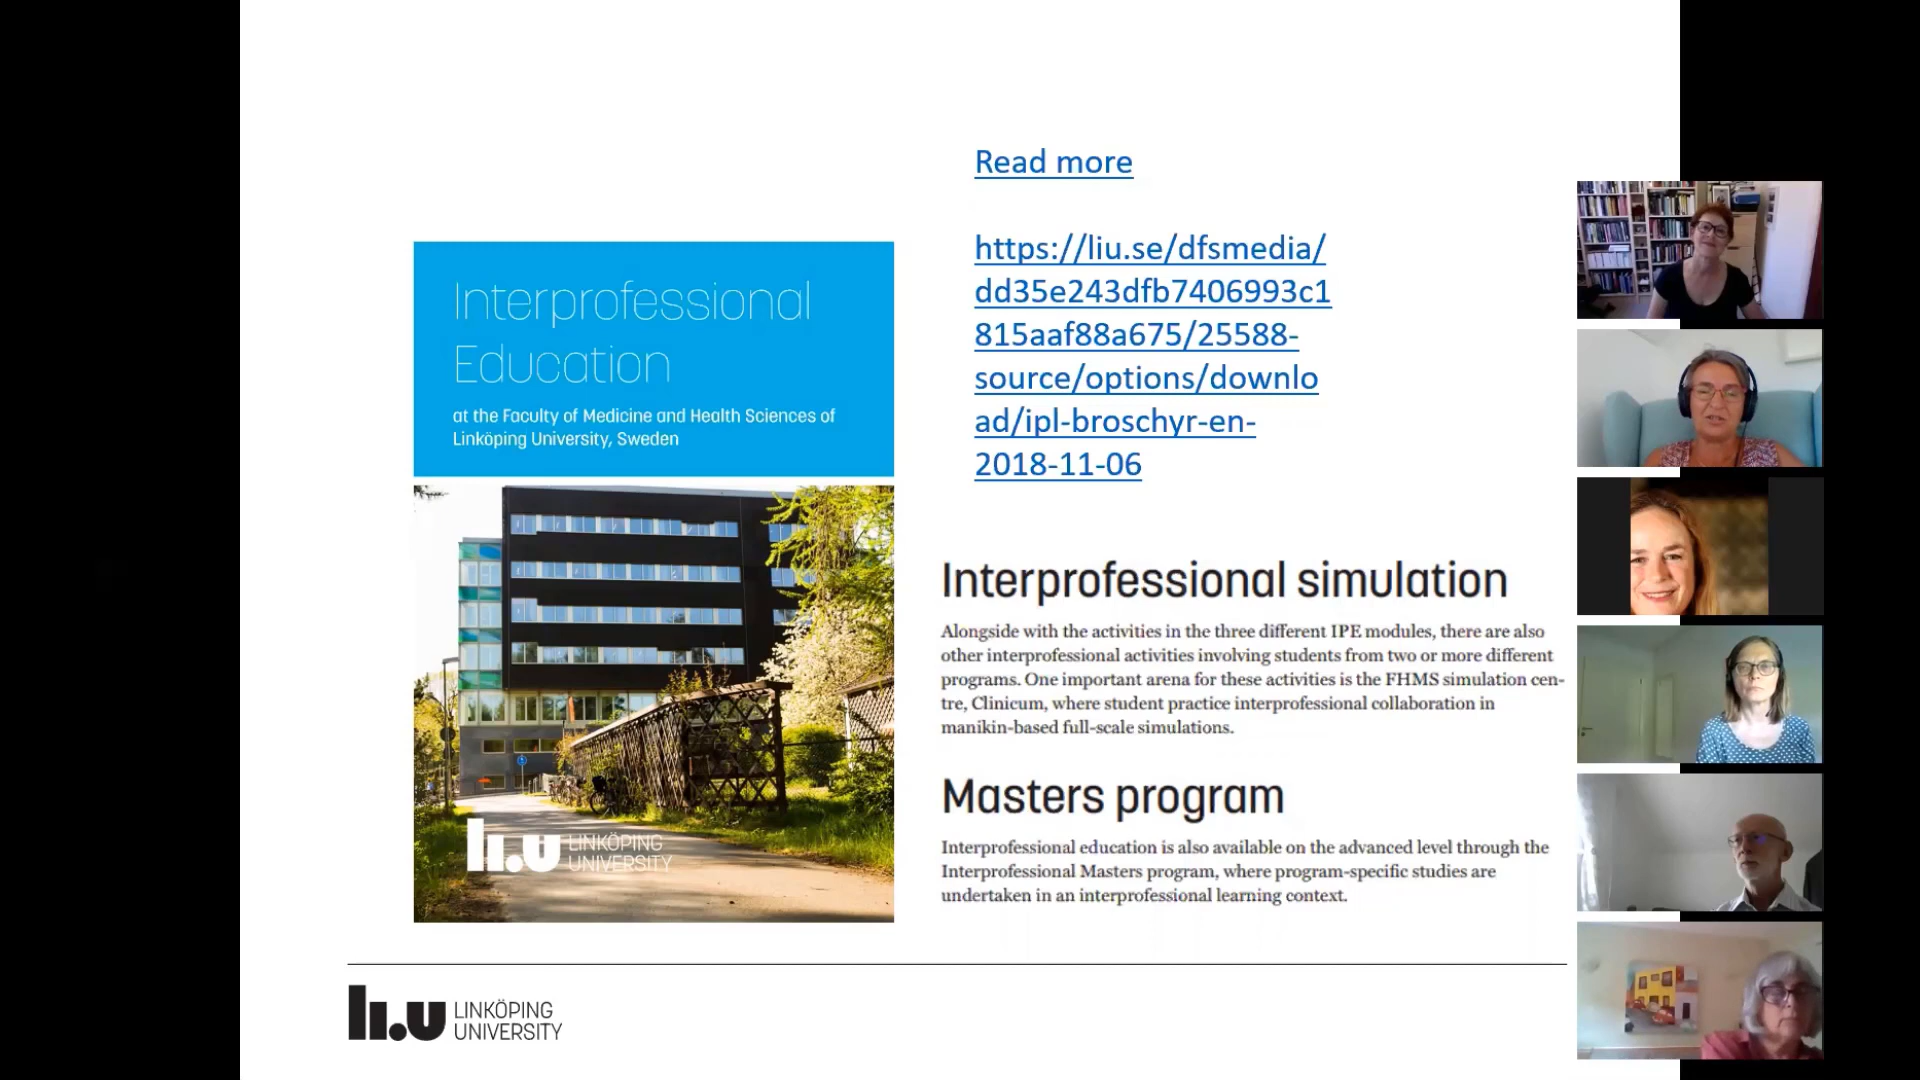 Interprofessional
Education
at the Faculty of Medicine and Health Sciences of
Linköping University, Sweden
LINKÖPING
UNIVERSITY
Read more
https://liu.se/dfsmedia/
dd35e243dfb7406993c1
815aaf88a675/25588-
source/options/downlo
ad/ipl-broschyr-en-
2018-11-06
Interprofessional simulation
Alongside with the activities in the three different IPE modules, there are also
other interprofessional activities involving students from two or more different
programs. One important arena for these activities is the FHMS simulation cen-
tre, Clinicum, where student practice interprofessional collaboration in
manikin-based full-scale simulations.
Masters program
Interprofessional education is also available on the advanced level through the
Interprofessional Masters program, where program-specific studies are
undertaken in an interprofessional learning context.
li.u LINKÖPING
UNIVERSITY